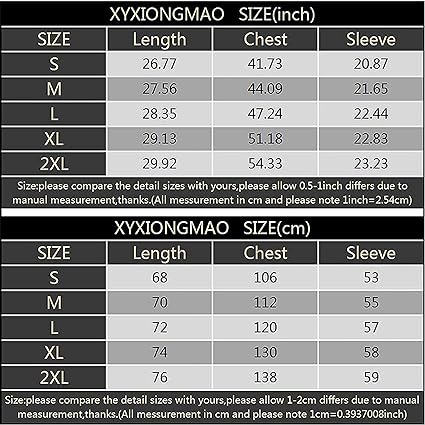 XYXIONGMAO SIZE(inch)
SIZE Length Chest Sleeve
S 26.77 41.73 20.87
M 27.56 44.09 21.65
L 28.35 47.24 22.44
XL 29.13 51.18 22.83
2XL 29.92 54.33 23.23
Size:please compare the detail sizes with yours,please allow 0.5-1inch differs due to
manual measurement,thanks.(All messurement in cm and please note 1inch=2.54cm)
XYXIONGMAO SIZE(cm)
SIZE Length Chest Sleeve
S 68 106 53
M 70 112 55
L 72 120 57
XL 74 130 58
2XL 76 138 59
Size:please compare the detail sizes with yours,please allow 1-2cm differs due to manual
measurement,thanks.(All messurement in cm and please note 1cm=0.3937008inch)